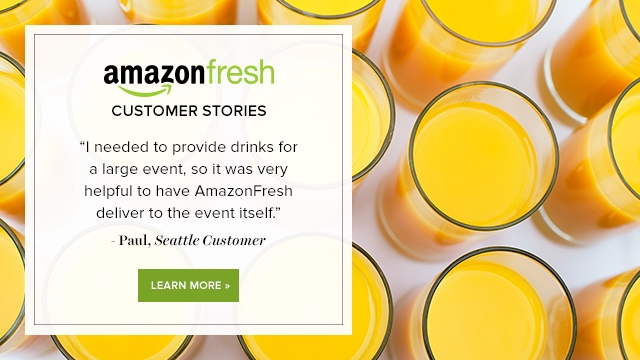 amazonfresh
CUSTOMER STORIES
“I needed to provide drinks for
a large event, so it was very
helpful to have AmazonFresh
deliver to the event itself.”
- Paul, Seattle Customer
LEARN MORE »